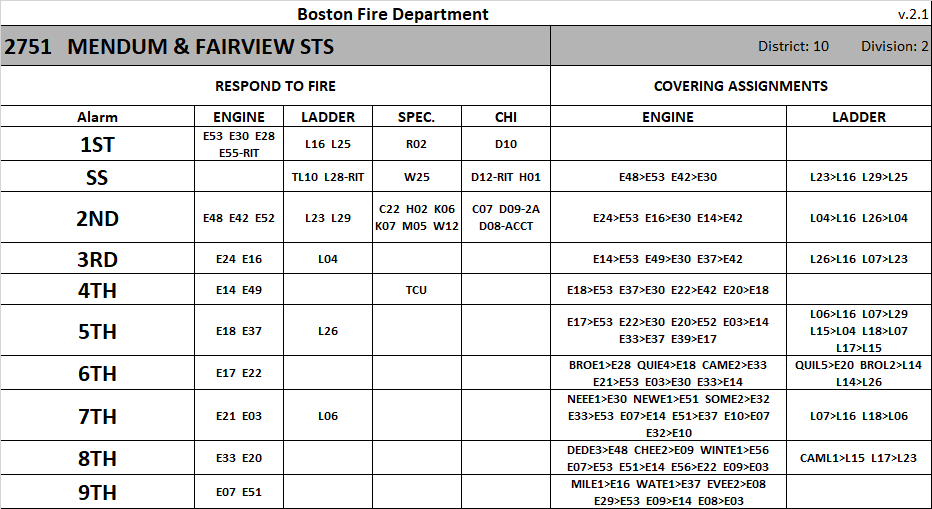 Boston Fire Department
v.2.1
2751 MENDUM & FAIRVIEW STS
District: 10 Division: 2
RESPOND TO FIRE
COVERING ASSIGNMENTS
Alarm ENGINE LADDER SPEC. CHI ENGINE LADDER
1ST
E53 E30 E28
E55-RIT
L16 L25
R02
D10
SS
TL10 L28-RIT
W25
D12-RIT H01
E48>E53 E42>E30
L23>L16 L29>L25
2ND
E48 E42 E52
L23 L29
C22 H02 K06
K07 M05 W12
C07 D09-2A
D08-ACCT
E24>E53 E16>E30 E14>E42
L04>L16 L26>L04
3RD
E24 E16
L04
E14>E53 E49>E30 E37>E42
L26>L16 L07>L23
4TH
E14 E49
TCU
E18>E53 E37>E30 E22>E42 E20>E18
5TH
E18 E37
L26
E17>E53 E22>E30 E20>E52 E03>E14
E33>E37 E39>E17
L06>L16 L07>L29
L15>L04 L18>L07
L17>L15
6TH
E17 E22
BROE1>E28 QUIE4>E18 CAME2>E33
E21>E53 E03>E30 E33>E14
QUIL5>E20 BROL2>L14
L14>L26
7TH
E21 E03
L06
NEEE1>E30 NEWE1>E51 SOME2>E32
E33>E53 E07>E14 E51>E37 E10>E07
E32>E10
L07>L16 L18>L06
8TH
E33 E20
DEDE3>E48 CHEE2>E09 WINTE1>E56
E07>E53 E51>E14 E56>E22 E09>E03
CAML1>L15 L17>L23
9TH
E07 E51
MILE1>E16 WATE1>E37 EVEE2>E08
E29>E53 E09>E14 E08>E03